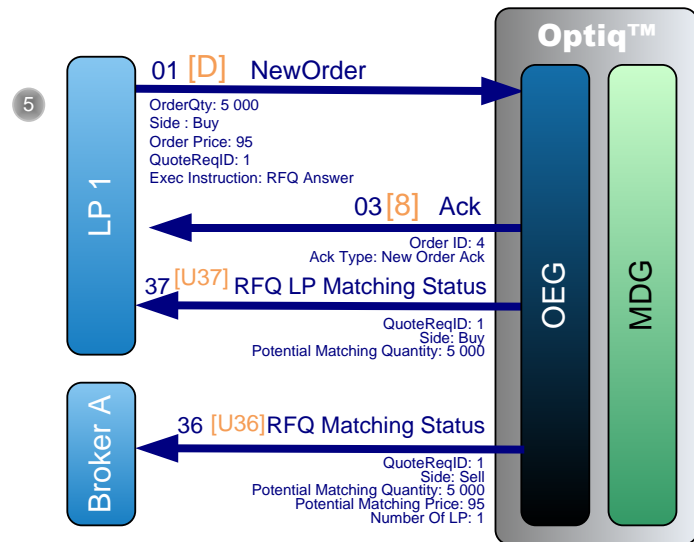 Optiq™
5
LP 1
01 [D] NewOrder
OrderQty: 5 000
Side : Buy
Order Price: 95
QuoteReqID: 1
Exec Instruction: RFQ Answer
03 [8] Ack
Order ID: 4
Ack Type: New Order Ack
37 [U37] RFQ LP Matching Status
QuoteReqID: 1
Side: Buy
Potential Matching Quantity: 5 000
OEG
MDG
Broker A
36 [U36] RFQ Matching Status
QuoteReqID: 1
Side: Sell
Potential Matching Quantity: 5 000
Potential Matching Price: 95
Number Of LP: 1